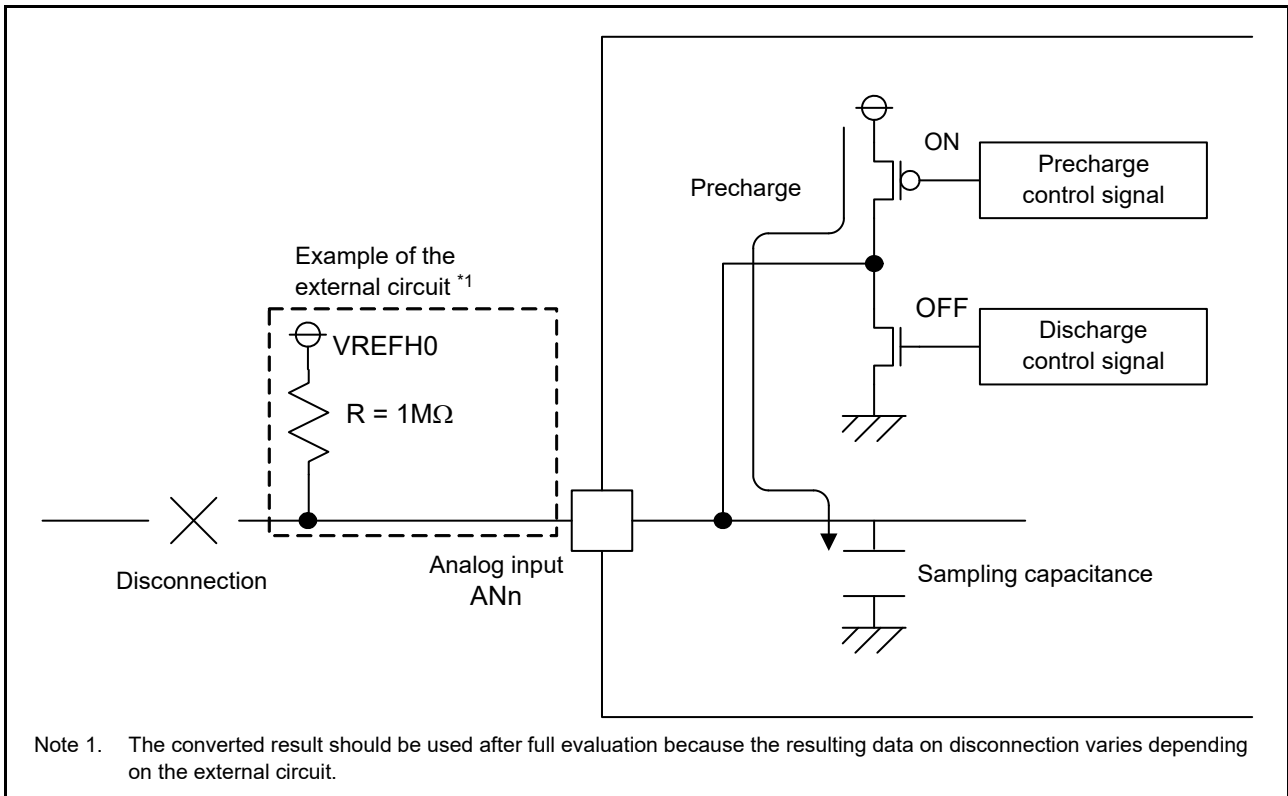 ON
Precharge
control signal
Precharge
Example of the
external circuit *1
VREFH0
OFF
Discharge
control signal
R = 1MΩ
Disconnection
Analog input
ANn
Sampling capacitance
Note 1. The converted result should be used after full evaluation because the resulting data on disconnection varies depending
on the external circuit.